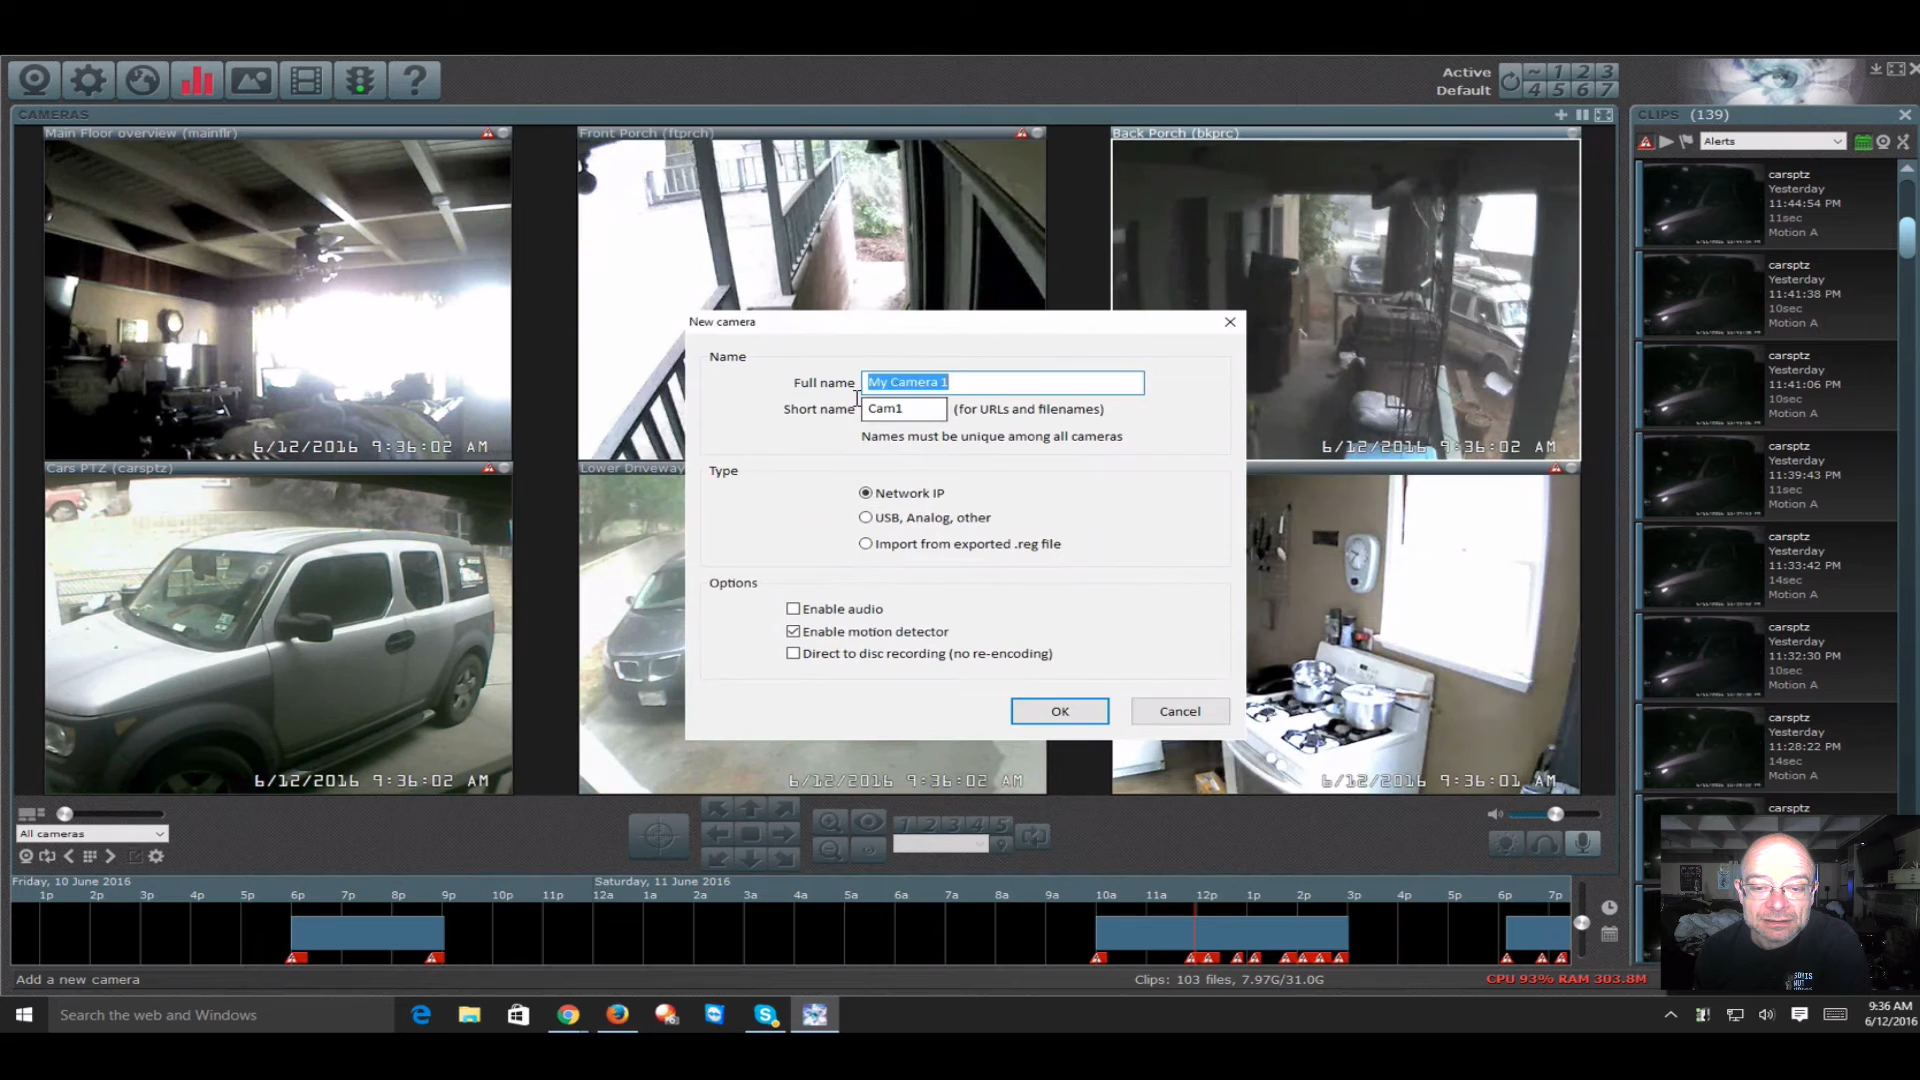 Active
Default
~ 1 2 3
4 5 6 7
CAMERAS
CLIPS (139)
Main Floor overview (mainflr)
Front Porch (ftprch)
Back Porch (bkprc)
Alerts
carsptz
Yesterday
11:44:54 PM
11sec
Motion A
carsptz
Yesterday
11:41:38 PM
10sec
Motion A
carsptz
Yesterday
11:41:06 PM
10sec
Motion A
carsptz
Yesterday
11:39:43 PM
11sec
Motion A
carsptz
Yesterday
11:33:42 PM
14sec
Motion A
carsptz
Yesterday
11:32:30 PM
10sec
Motion A
carsptz
Yesterday
11:28:22 PM
14sec
Motion A
carsptz
New camera
Name
Full name My Camera 1
Short name Cam1 (for URLs and filenames)
Names must be unique among all cameras
Type
Network IP
USB, Analog, other
Import from exported .reg file
Options
Enable audio
Enable motion detector
Direct to disc recording (no re-encoding)
OK Cancel
6/12/2016 9:36:02 AM
6/12/2016 9:36:02 AM
Cars PTZ (carsptz)
Lower Driveway
6/12/2016 9:36:02 AM
6/12/2016 9:36:02 AM
6/12/2016 9:36:01 AM
All cameras
1 2 3 4 5
Friday, 10 June 2016
Saturday, 11 June 2016
1p 2p 3p 4p 5p 6p 7p 8p 9p 10p 11p 12a 1a 2a 3a 4a 5a 6a 7a 8a 9a 10a 11a 12p 1p 2p 3p 4p 5p 6p 7p
Add a new camera
Clips: 103 files, 7.97G/31.0G
CPU 93% RAM 303.8M
Search the web and Windows
9:36 AM
6/12/2016